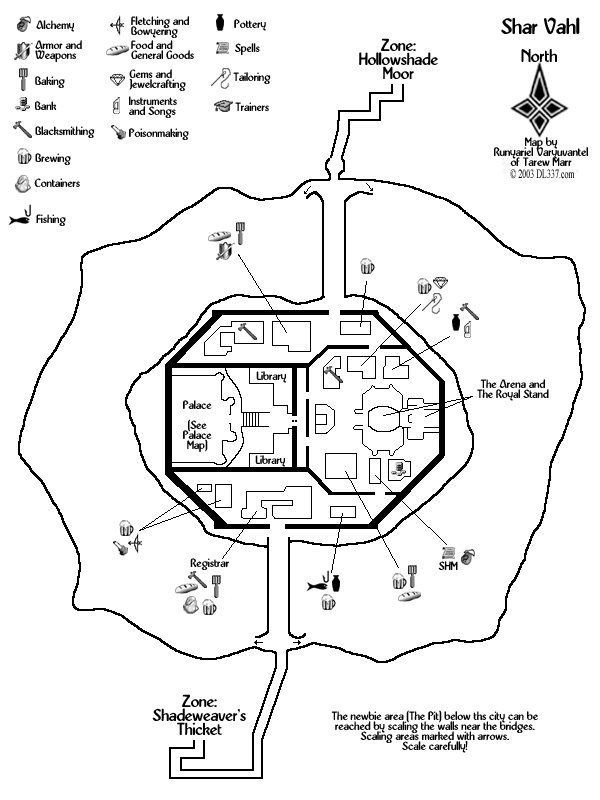 Shar Vahl
North
Map by
Runyariel Varyuvantel
of Tarew Marr
© 2003 DL337.com
Alchemy
Armor and
Weapons
Baking
Bank
Blacksmithing
Brewing
Containers
Fishing
Fletching and
Bowyering
Food and
General Goods
Gems and
Jewelcrafting
Instruments
and Songs
Poisonmaking
Pottery
Spells
Tailoring
Trainers
Zone:
Hollowshade
Moor
Library
Palace
(See
Palace
Map)
Library
The Arena and
The Royal Stand
Registrar
SHM
Zone:
Shadeweaver's
Thicket
The newbie area (The Pit) below ths city can be
reached by scaling the walls near the bridges.
Scaling areas marked with arrows.
Scale carefully!